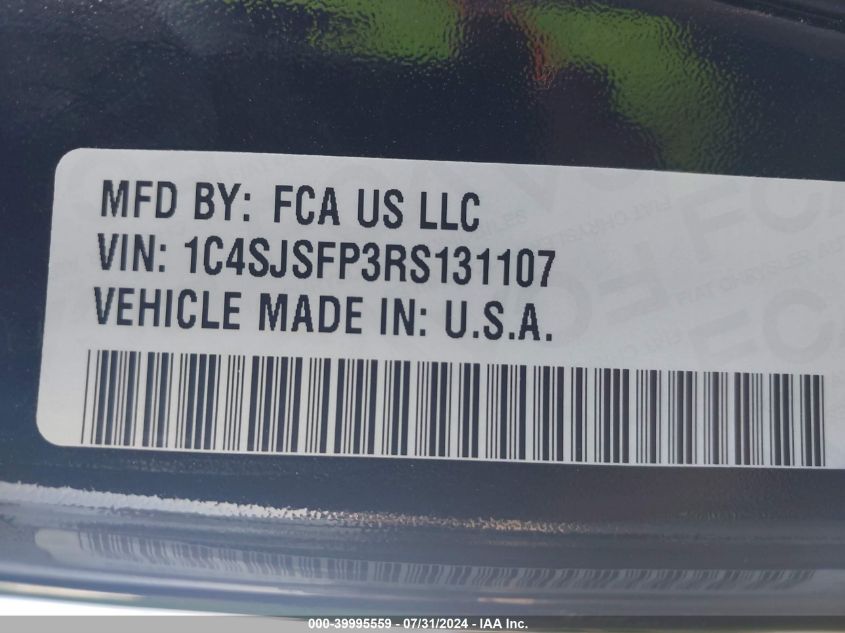 MFD BY: FCA US LLC
VIN: 1C4SJSFP3RS131107
VEHICLE MADE IN: U.S.A.
000-39995559 / 07/31/2024 - IAA Inc.